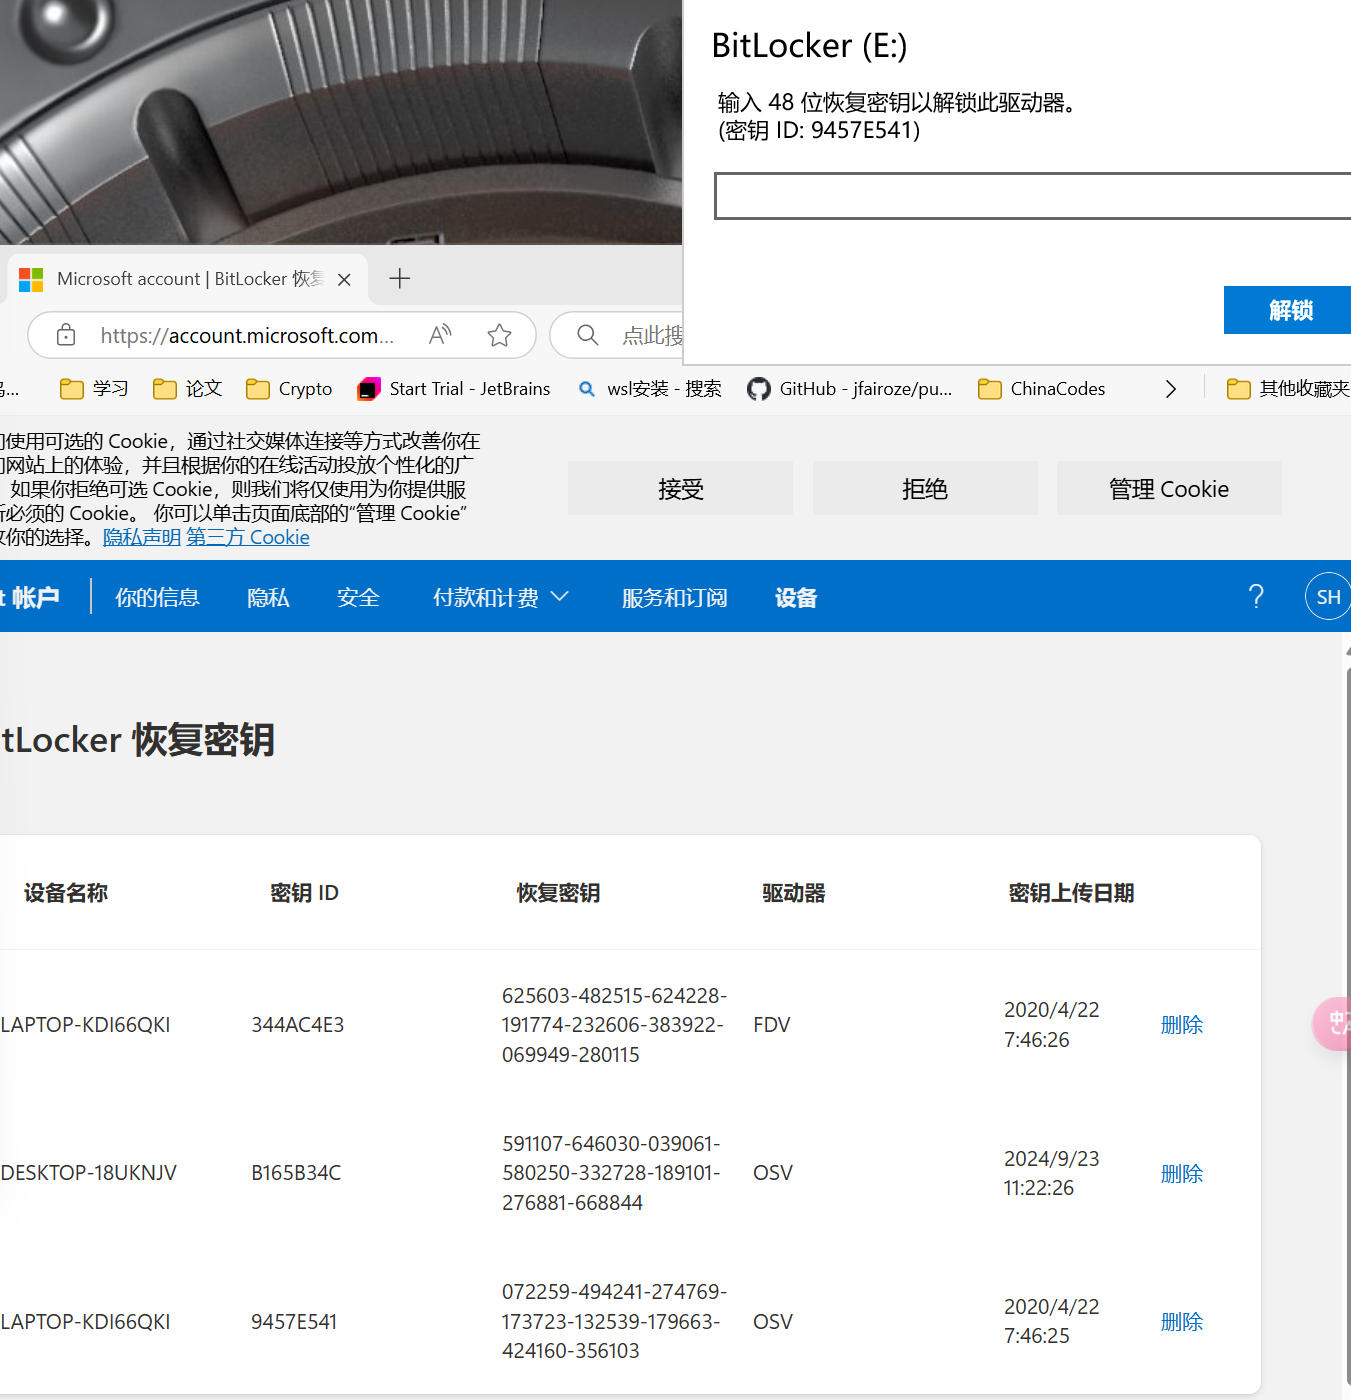 BitLocker (E:)
输入 48 位恢复密钥以解锁此驱动器。
(密钥 ID: 9457E541)
解锁
Microsoft account | BitLocker 恢复
https://account.microsoft.com...
点此搜
... 学习 论文 Crypto Start Trial - JetBrains wsl安装 - 搜索 GitHub - jfairoze/pu... ChinaCodes 其他收藏夹
使用可选的 Cookie，通过社交媒体连接等方式改善你在
网站上的体验，并且根据你的在线活动投放个性化的广
如果你拒绝可选 Cookie，则我们将仅使用为你提供服
必须的 Cookie。 你可以单击页面底部的“管理 Cookie”
你的选择。隐私声明 第三方 Cookie
接受 拒绝 管理 Cookie
t 帐户 你的信息 隐私 安全 付款和计费 服务和订阅 设备 ? SH
tLocker 恢复密钥
设备名称 密钥 ID 恢复密钥 驱动器 密钥上传日期
LAPTOP-KDI66QKI 344AC4E3 625603-482515-624228-
191774-232606-383922-
069949-280115 FDV 2020/4/22
7:46:26 删除
DESKTOP-18UKNJV B165B34C 591107-646030-039061-
580250-332728-189101-
276881-668844 OSV 2024/9/23
11:22:26 删除
LAPTOP-KDI66QKI 9457E541 072259-494241-274769-
173723-132539-179663-
424160-356103 OSV 2020/4/22
7:46:25 删除